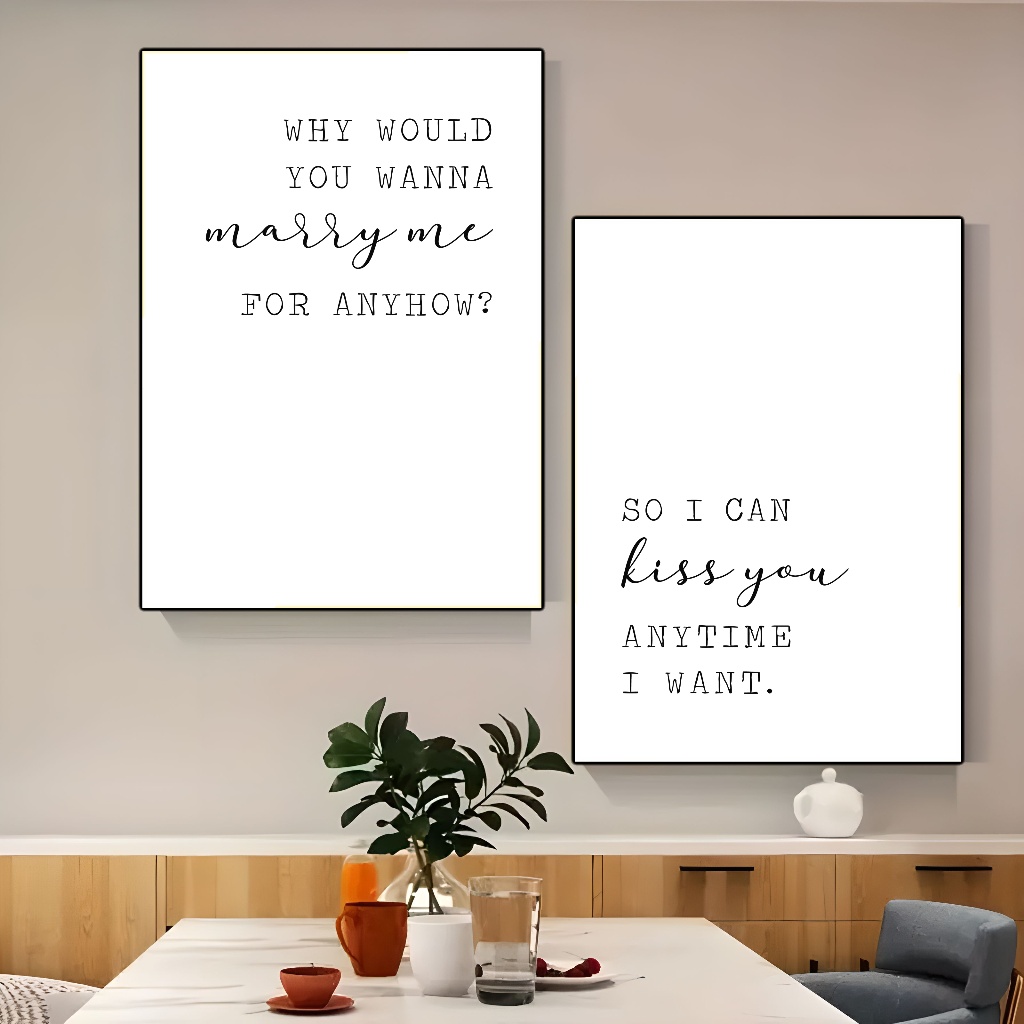 WHY WOULD
YOU WANNA
marry me
FOR ANYHOW?
SO I CAN
kiss you
ANYTIME
I WANT.